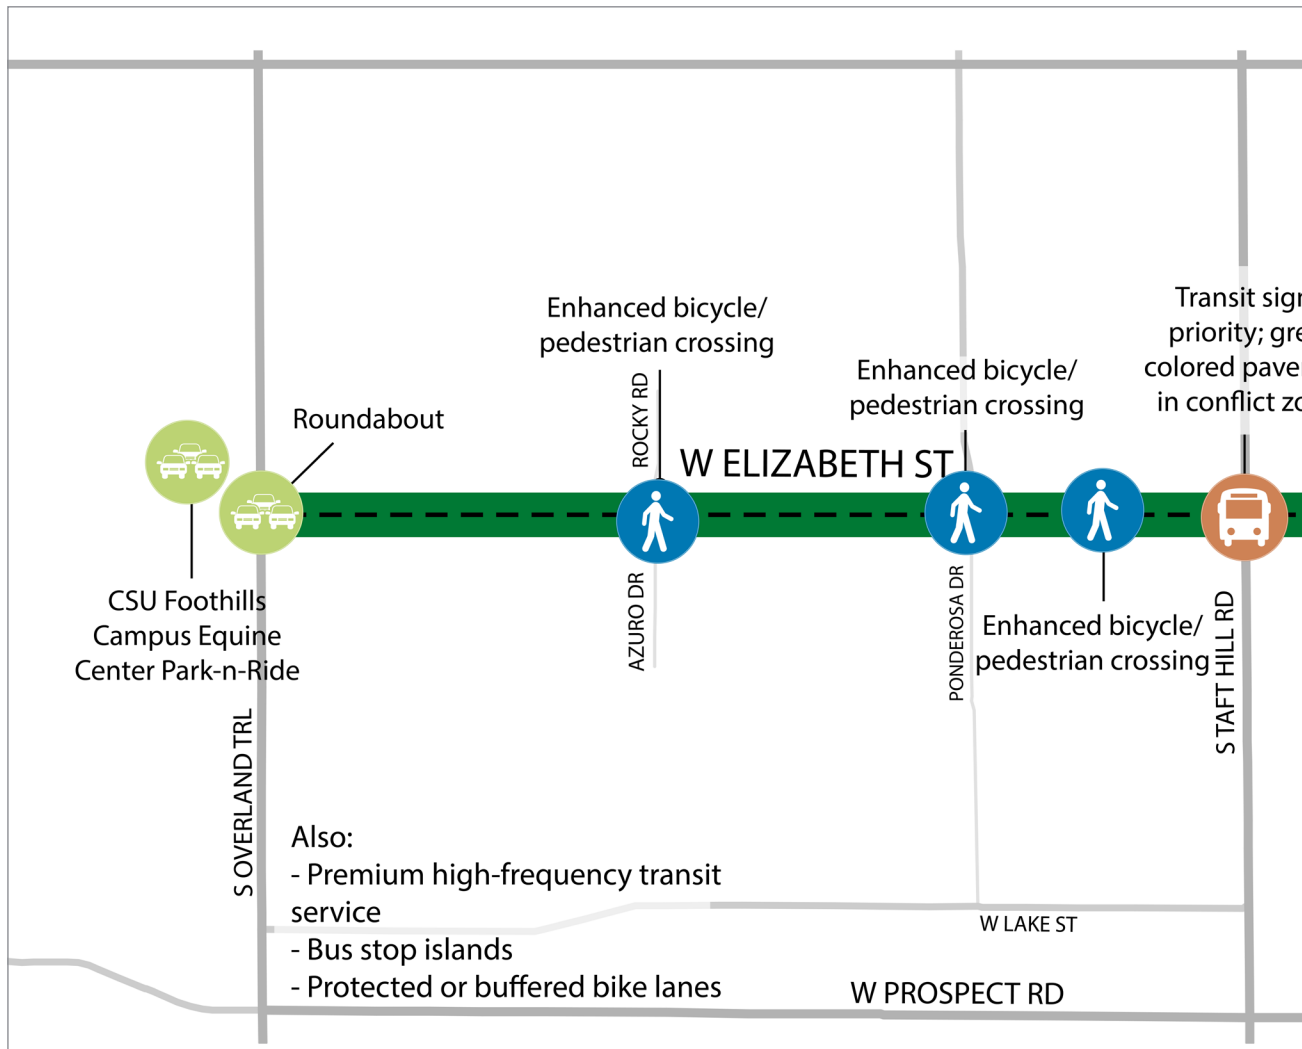 Transit
priority;
colored
in conflict
Enhanced bicycle/
pedestrian crossing
Enhanced bicycle/
pedestrian crossing
ROCKY RD
Roundabout
W ELIZABETH ST
CSU Foothills
Campus Equine
Center Park-n-Ride
AZURO DR
PONDEROSA DR
Enhanced bicycle/
pedestrian crossing
S TAFT HILL RD
S OVERLAND TRL
Also:
- Premium high-frequency transit
service
- Bus stop islands
- Protected or buffered bike lanes
W LAKE ST
W PROSPECT RD